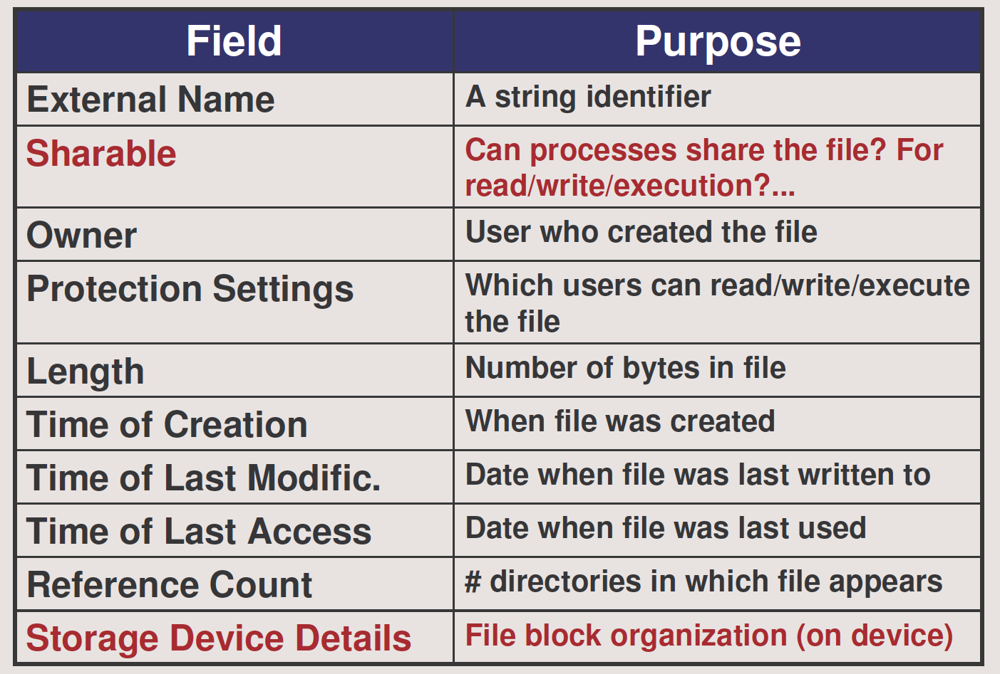 Field Purpose
External Name A string identifier
Sharable Can processes share the file? For
read/write/execution?...
Owner User who created the file
Protection Settings Which users can read/write/execute
the file
Length Number of bytes in file
Time of Creation When file was created
Time of Last Modific. Date when file was last written to
Time of Last Access Date when file was last used
Reference Count # directories in which file appears
Storage Device Details File block organization (on device)